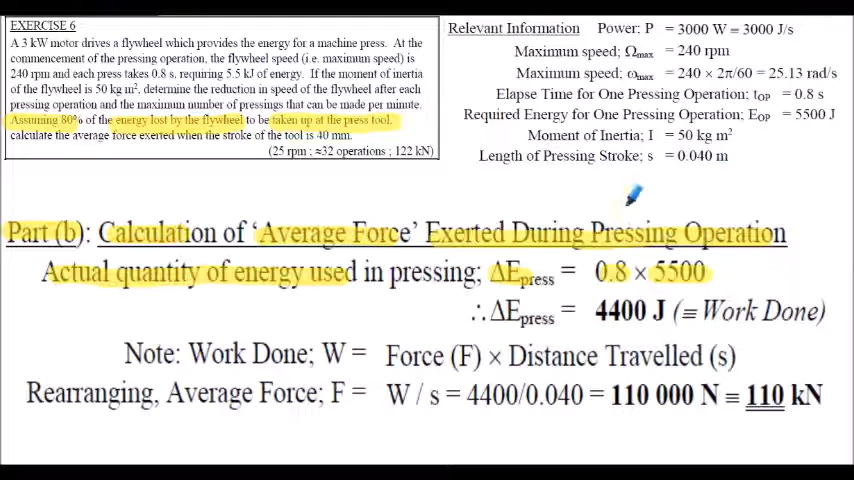 EXERCISE 6
A 3 kW motor drives a flywheel which provides the energy for a machine press. At the
commencement of the pressing operation, the flywheel speed (i.e. maximum speed) is
240 rpm and each press takes 0.8 s, requiring 5.5 kJ of energy. If the moment of inertia
of the flywheel is 50 kg m², determine the reduction in speed of the flywheel after each
pressing operation and the maximum number of pressings that can be made per minute.
Assuming 80% of the energy lost by the flywheel to be taken up at the press tool.
calculate the average force exerted when the stroke of the tool is 40 mm.
(25 rpm ; ≈32 operations ; 122 kN)
Relevant Information Power; P = 3000 W ≡ 3000 J/s
Maximum speed; Ωmax = 240 rpm
Maximum speed; ωmax = 240 × 2π/60 = 25.13 rad/s
Elapse Time for One Pressing Operation; tOP = 0.8 s
Required Energy for One Pressing Operation; EOP = 5500 J
Moment of Inertia; I = 50 kg m²
Length of Pressing Stroke; s = 0.040 m
Part (b): Calculation of ‘Average Force’ Exerted During Pressing Operation
Actual quantity of energy used in pressing; ΔEpress = 0.8 × 5500
∴ ΔEpress = 4400 J (≡ Work Done)
Note: Work Done; W = Force (F) × Distance Travelled (s)
Rearranging, Average Force; F = W / s = 4400/0.040 = 110 000 N ≡ 110 kN